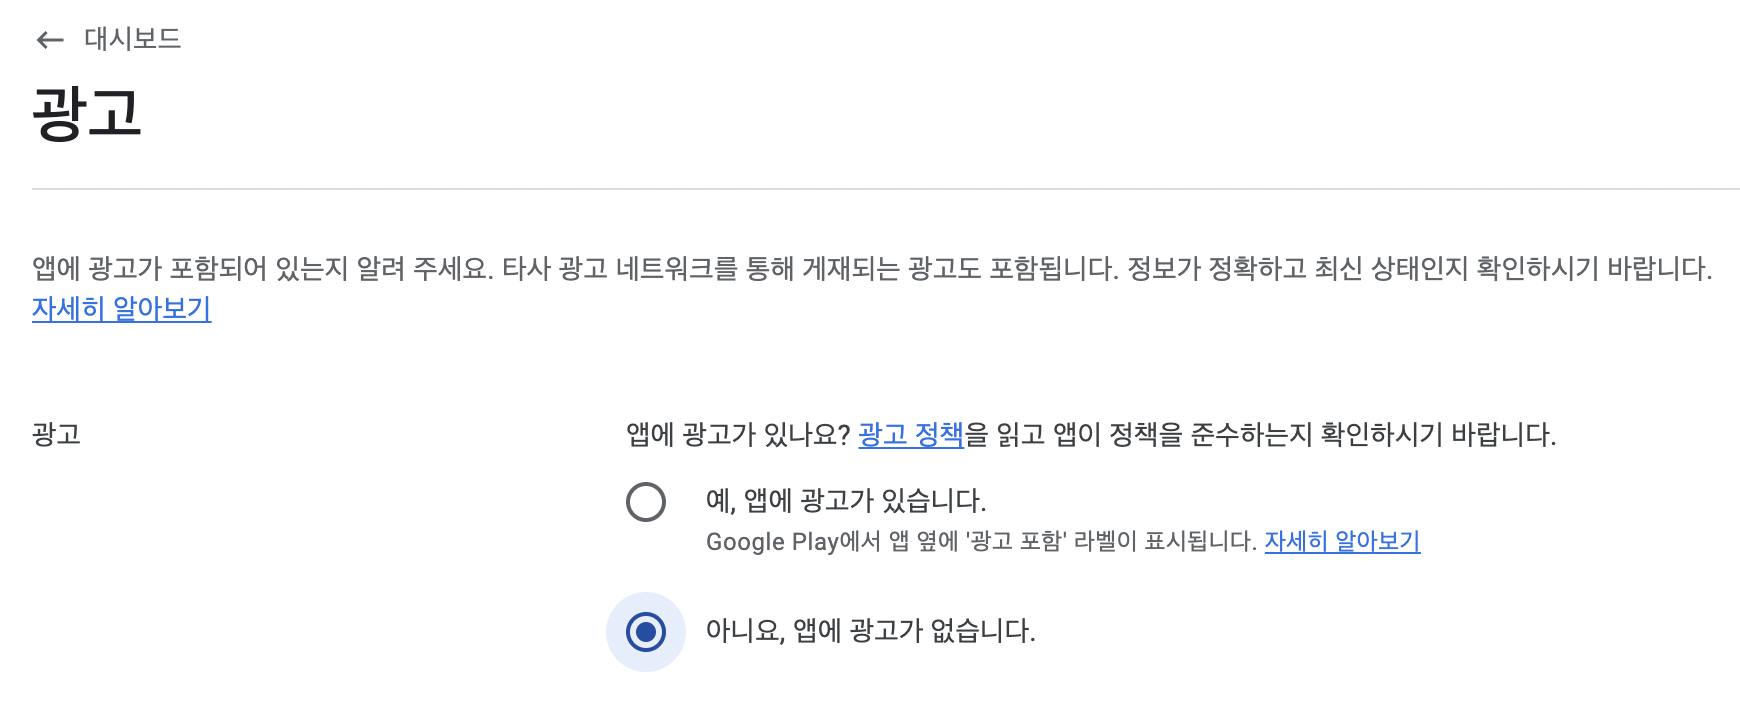 ← 대시보드
광고
앱에 광고가 포함되어 있는지 알려 주세요. 타사 광고 네트워크를 통해 게재되는 광고도 포함됩니다. 정보가 정확하고 최신 상태인지 확인하시기 바랍니다.
자세히 알아보기
광고
앱에 광고가 있나요? 광고 정책을 읽고 앱이 정책을 준수하는지 확인하시기 바랍니다.
예, 앱에 광고가 있습니다.
Google Play에서 앱 옆에 '광고 포함' 라벨이 표시됩니다. 자세히 알아보기
아니요, 앱에 광고가 없습니다.